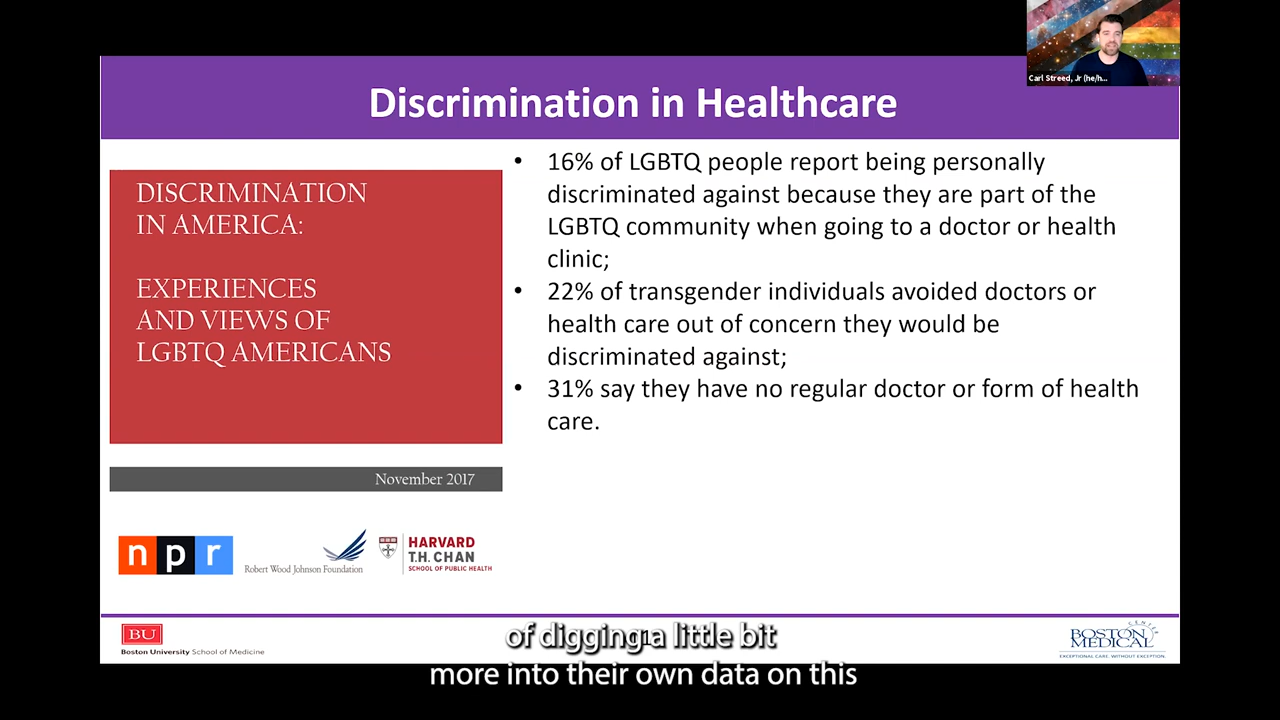 Carl Streed, Jr (he/h...
Discrimination in Healthcare
DISCRIMINATION
IN AMERICA:
EXPERIENCES
AND VIEWS OF
LGBTQ AMERICANS
November 2017
npr
Robert Wood Johnson Foundation
HARVARD
T.H. CHAN
SCHOOL OF PUBLIC HEALTH
• 16% of LGBTQ people report being personally
discriminated against because they are part of the
LGBTQ community when going to a doctor or health
clinic;
• 22% of transgender individuals avoided doctors or
health care out of concern they would be
discriminated against;
• 31% say they have no regular doctor or form of health
care.
BU
Boston University School of Medicine
BOSTON
MEDICAL
CENTER
EXCEPTIONAL CARE. WITHOUT EXCEPTION.
of digging a little bit
more into their own data on this